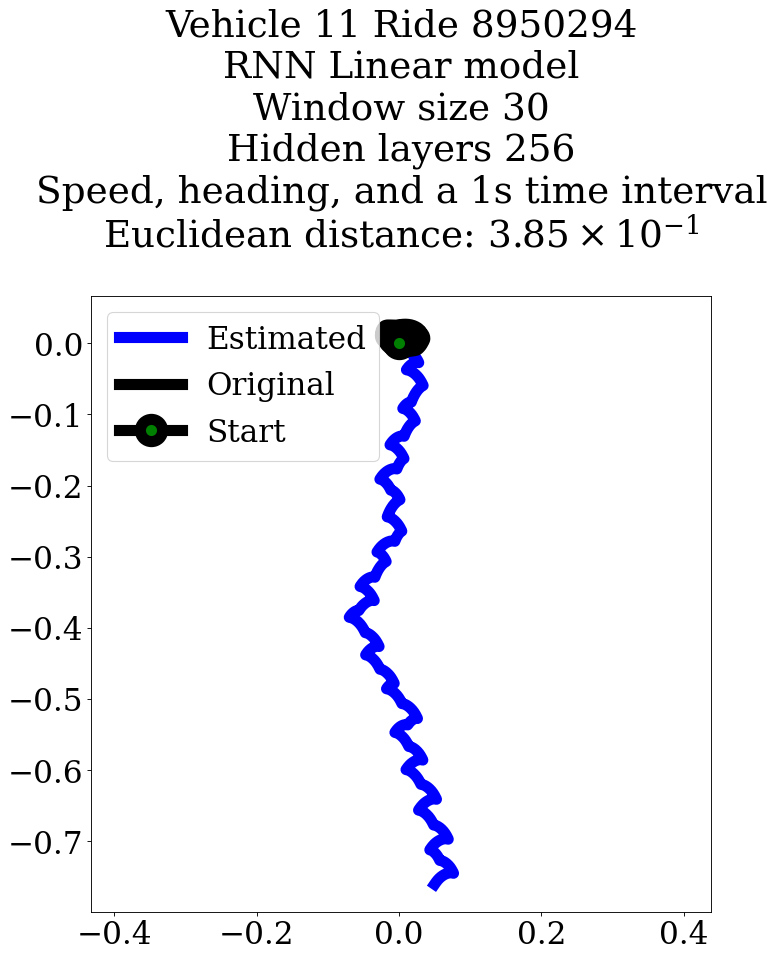 Vehicle 11 Ride 8950294
RNN Linear model
Window size 30
Hidden layers 256
Speed, heading, and a 1s time interval
Euclidean distance: 3.85 × 10⁻¹
Estimated
Original
Start
0.0
−0.1
−0.2
−0.3
−0.4
−0.5
−0.6
−0.7
−0.4 −0.2 0.0 0.2 0.4